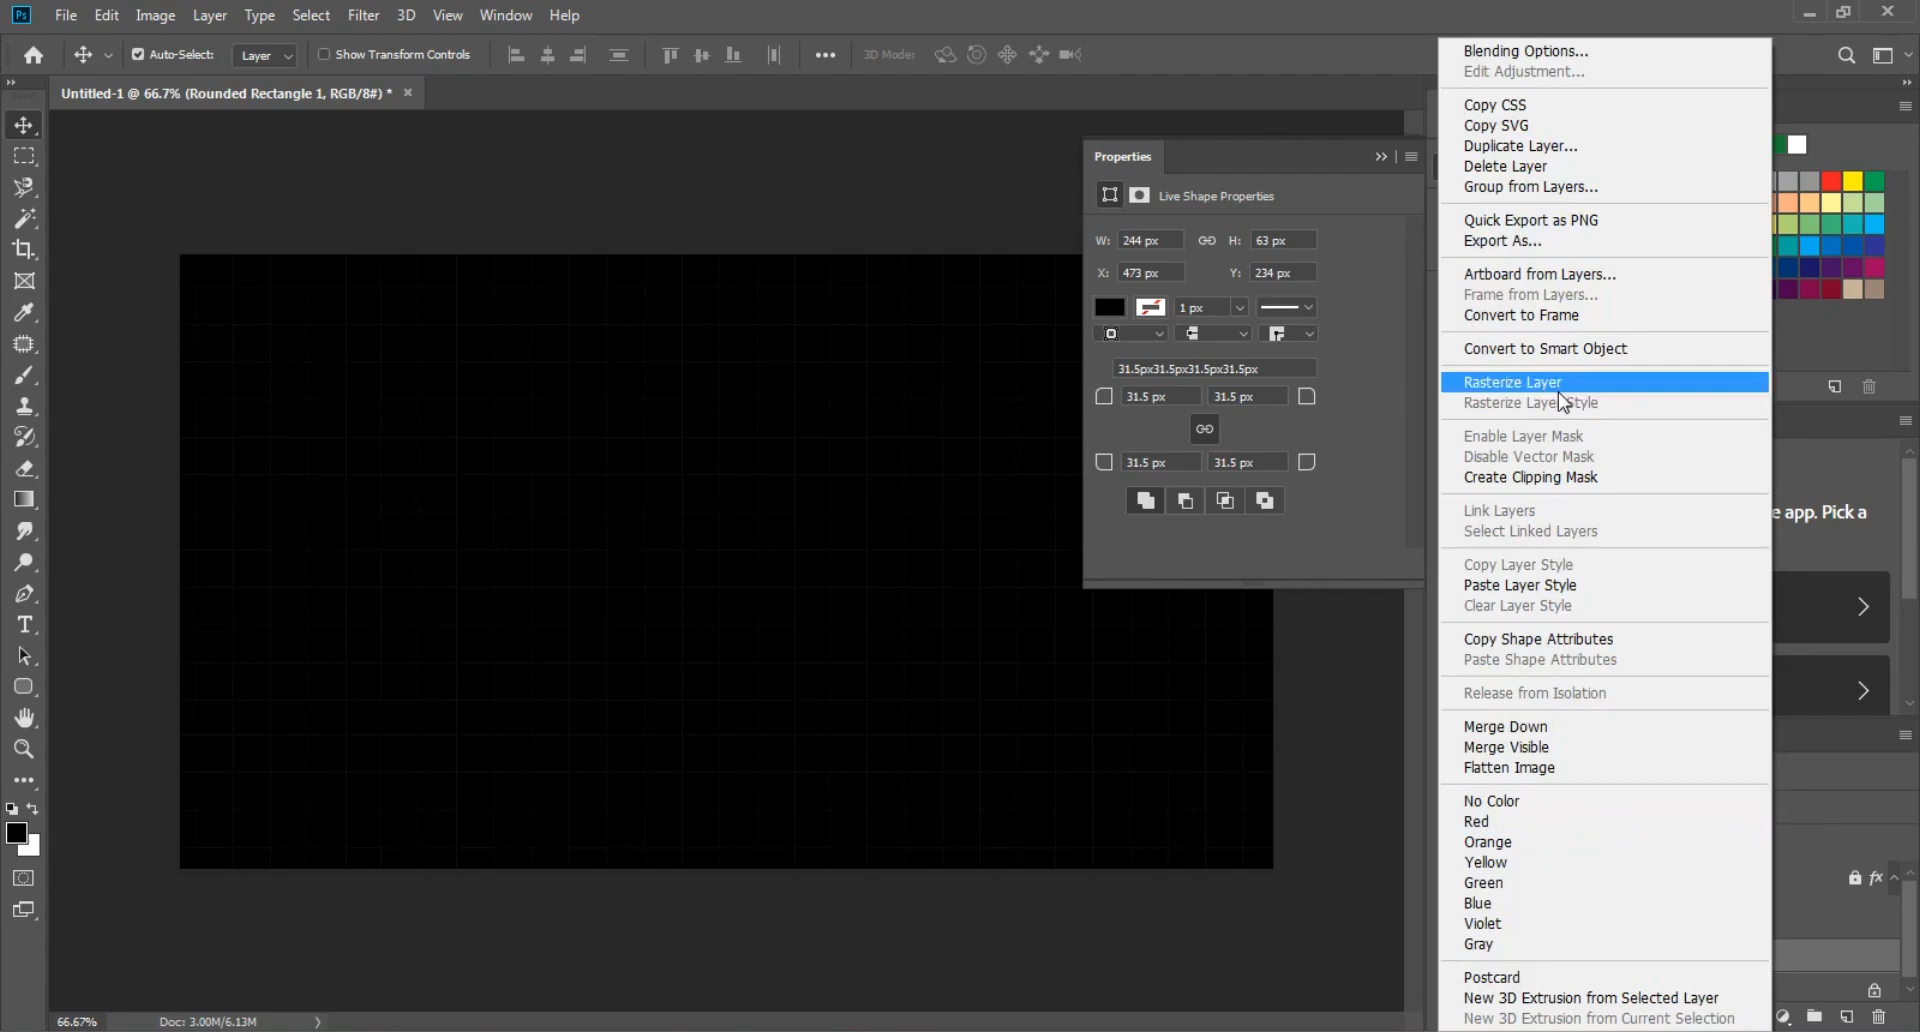 Ps File Edit Image Layer Type Select Filter 3D View Window Help
Auto-Select: Layer Show Transform Controls 3D Mode:
Untitled-1 @ 66.7% (Rounded Rectangle 1, RGB/8#) * ×
Properties
Live Shape Properties
W: 244 px H: 63 px
X: 473 px Y: 234 px
1 px
31.5px31.5px31.5px31.5px
31.5 px 31.5 px
31.5 px 31.5 px
Blending Options...
Edit Adjustment...
Copy CSS
Copy SVG
Duplicate Layer...
Delete Layer
Group from Layers...
Quick Export as PNG
Export As...
Artboard from Layers...
Frame from Layers...
Convert to Frame
Convert to Smart Object
Rasterize Layer
Rasterize Layer Style
Enable Layer Mask
Disable Vector Mask
Create Clipping Mask
Link Layers
Select Linked Layers
Copy Layer Style
Paste Layer Style
Clear Layer Style
Copy Shape Attributes
Paste Shape Attributes
Release from Isolation
Merge Down
Merge Visible
Flatten Image
No Color
Red
Orange
Yellow
Green
Blue
Violet
Gray
Postcard
New 3D Extrusion from Selected Layer
New 3D Extrusion from Current Selection
e app. Pick a
fx
66.67% Doc: 3.00M/6.13M